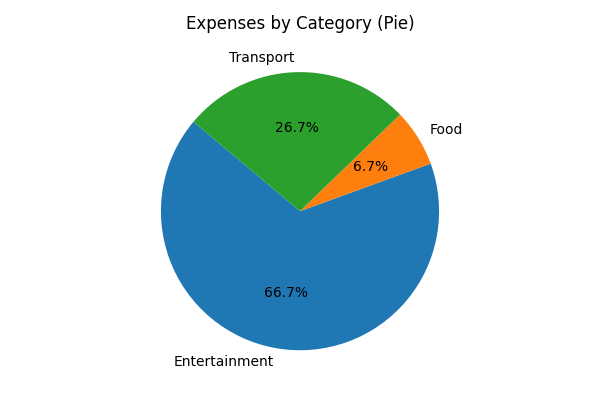 Expenses by Category (Pie)
Transport
Food
26.7%
6.7%
66.7%
Entertainment